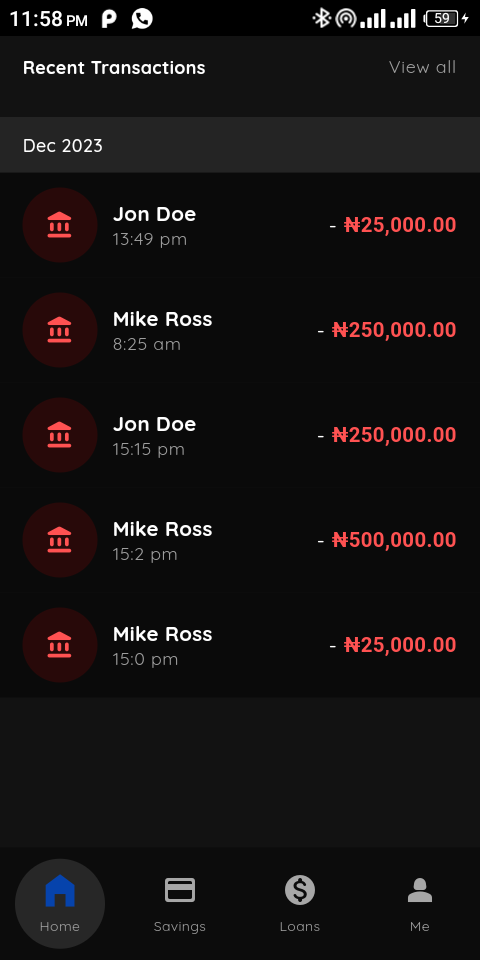 11:58 PM
59
Recent Transactions
View all
Dec 2023
Jon Doe
13:49 pm
- ₦25,000.00
Mike Ross
8:25 am
- ₦250,000.00
Jon Doe
15:15 pm
- ₦250,000.00
Mike Ross
15:2 pm
- ₦500,000.00
Mike Ross
15:0 pm
- ₦25,000.00
Home
Savings
Loans
Me